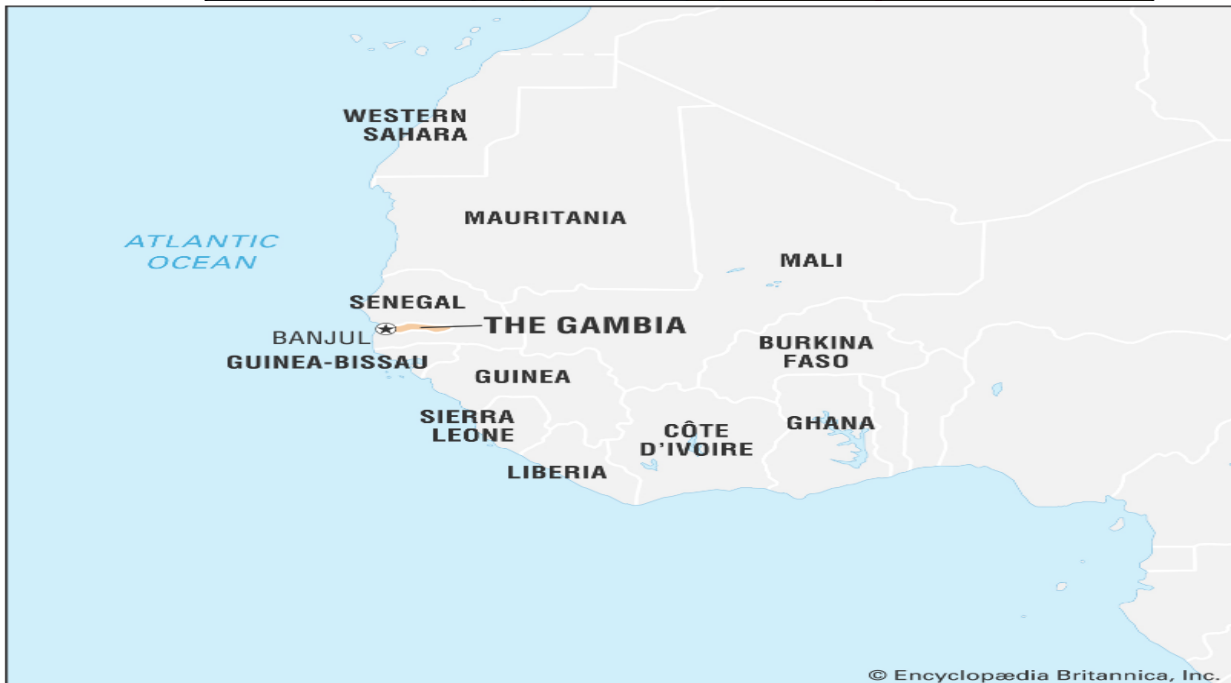 WESTERN
SAHARA
MAURITANIA
ATLANTIC
OCEAN
MALI
SENEGAL
THE GAMBIA
BANJUL
BURKINA
FASO
GUINEA-BISSAU
GUINEA
SIERRA
LEONE
CÔTE
D'IVOIRE
GHANA
LIBERIA
© Encyclopædia Britannica, Inc.